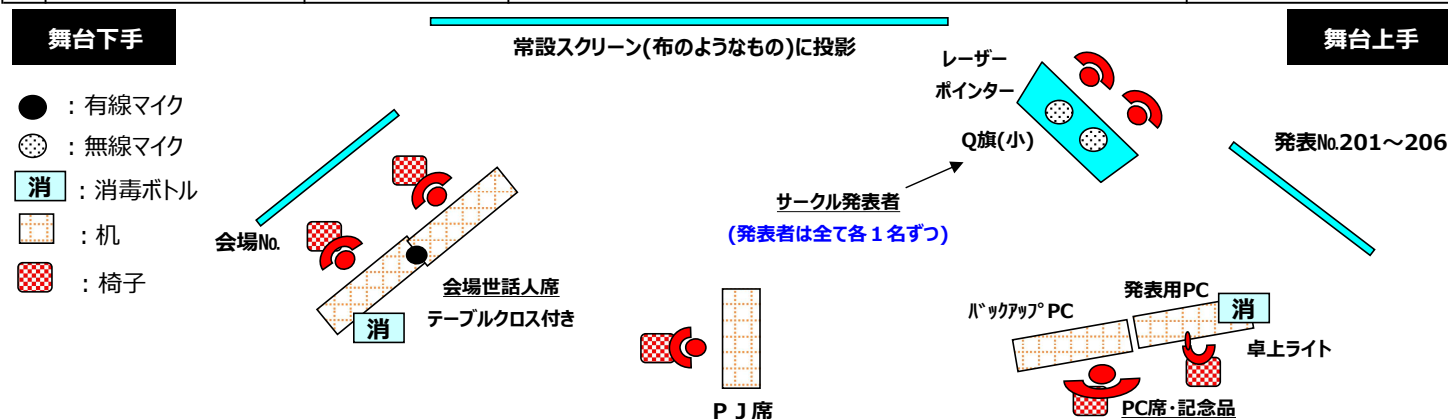 舞台下手
常設スクリーン(布のようなもの)に投影
舞台上手
レーザー
ポインター
Q旗(小)
発表№201～206
：有線マイク
：無線マイク
消
：消毒ボトル
：机
：椅子
会場№
サークル発表者
(発表者は全て各１名ずつ)
会場世話人席
テーブルクロス付き
消
ＰＪ席
ﾊﾞｯｸｱｯﾌﾟPC
発表用PC
消
卓上ライト
PC席・記念品